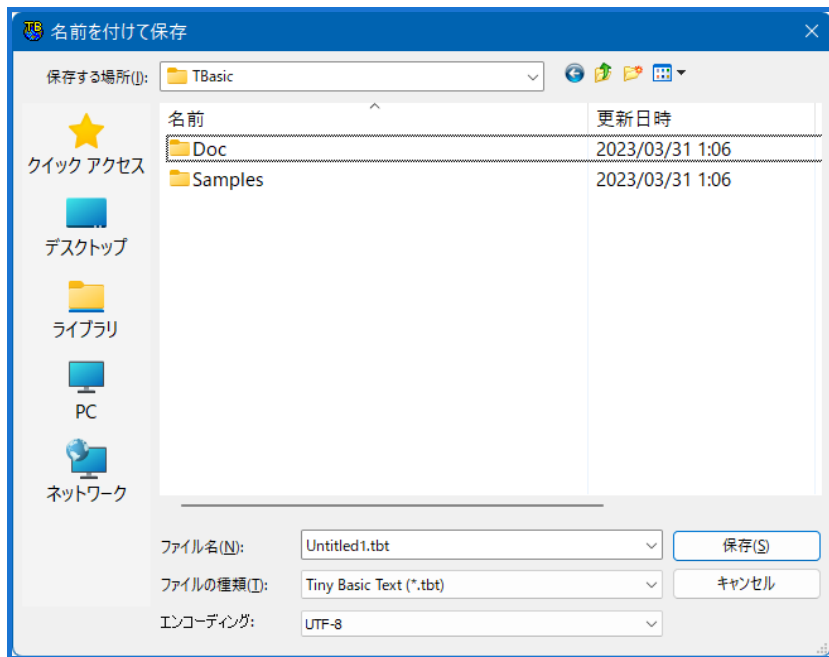 TB 名前を付けて保存
保存する場所(I): TBasic
名前 更新日時
Doc 2023/03/31 1:06
Samples 2023/03/31 1:06
クイック アクセス
デスクトップ
ライブラリ
PC
ネットワーク
ファイル名(N): Untitled1.tbt 保存(S)
ファイルの種類(T): Tiny Basic Text (*.tbt) キャンセル
エンコーディング: UTF-8